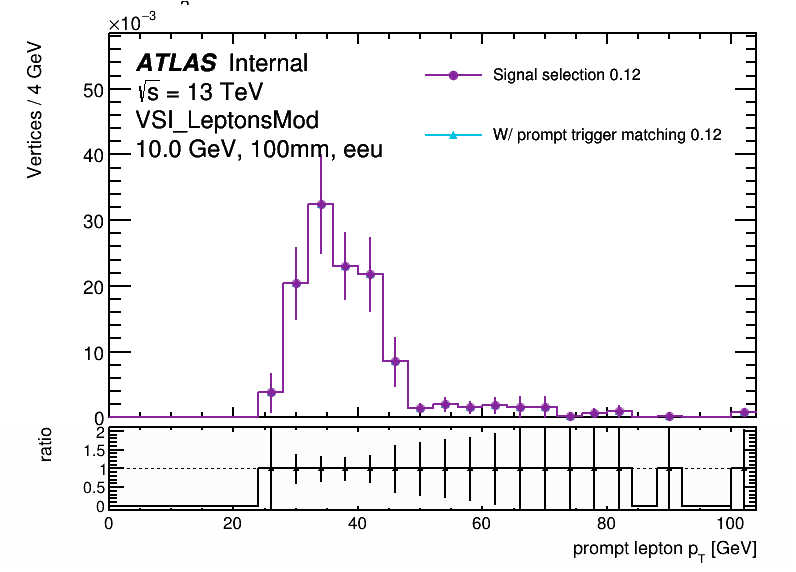 ×10⁻³
Vertices / 4 GeV
ATLAS Internal
√s = 13 TeV
VSI_LeptonsMod
10.0 GeV, 100mm, eeu
Signal selection 0.12
W/ prompt trigger matching 0.12
50
40
30
20
10
0
ratio
2
1.5
1
0.5
0
0 20 40 60 80 100
prompt lepton p_T [GeV]